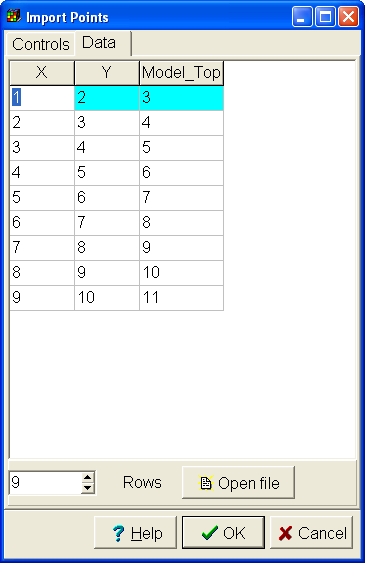 Import Points
Controls Data
X Y Model_Top
1 2 3
2 3 4
3 4 5
4 5 6
5 6 7
6 7 8
7 8 9
8 9 10
9 10 11
9 Rows Open file
? Help OK Cancel